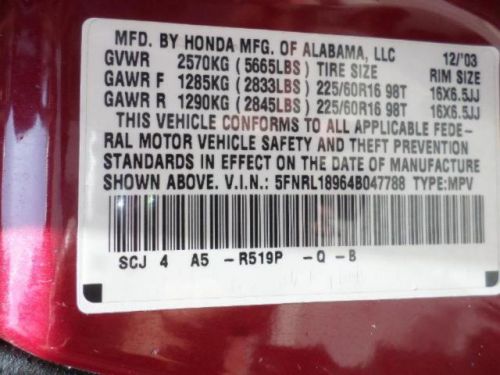 MFD. BY HONDA MFG. OF ALABAMA, LLC 12/'03
GVWR 2570KG (5665LBS) TIRE SIZE RIM SIZE
GAWR F 1285KG (2833LBS) 225/60R16 98T 16X6.5JJ
GAWR R 1290KG (2845LBS) 225/60R16 98T 16X6.5JJ
THIS VEHICLE CONFORMS TO ALL APPLICABLE FEDE-
RAL MOTOR VEHICLE SAFETY AND THEFT PREVENTION
STANDARDS IN EFFECT ON THE DATE OF MANUFACTURE
SHOWN ABOVE. V.I.N.: 5FNRL18964B047788 TYPE:MPV
SCJ 4 A5 -R519P -Q -B